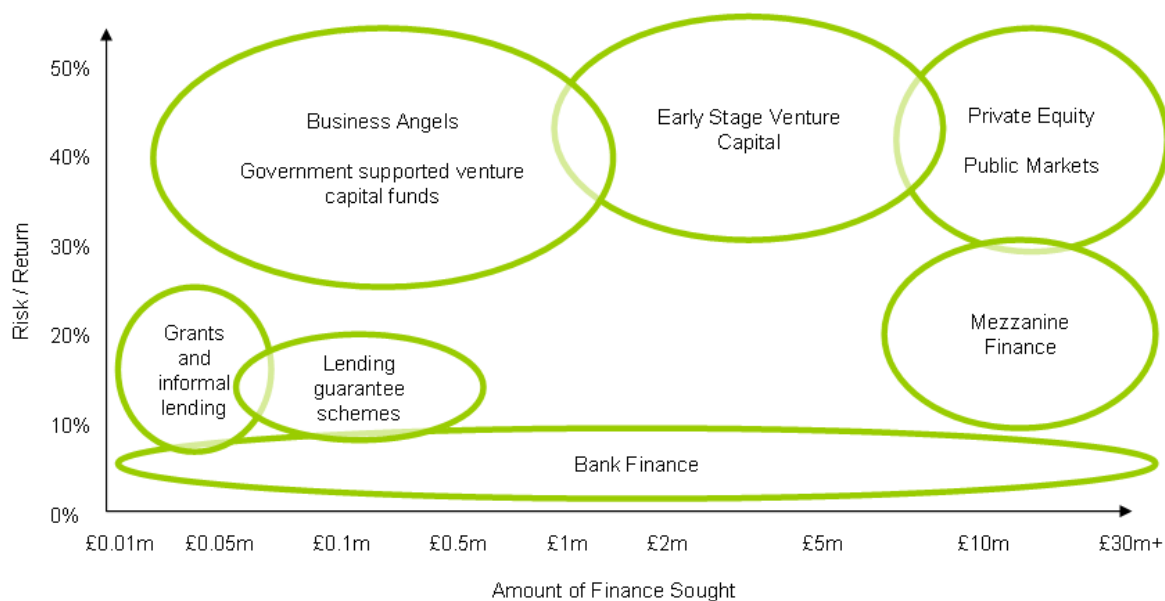 50%
40%
30%
20%
10%
0%
Risk / Return
Business Angels
Government supported venture
capital funds
Early Stage Venture
Capital
Private Equity
Public Markets
Grants
and
informal
lending
Lending
guarantee
schemes
Mezzanine
Finance
Bank Finance
£0.01m
£0.05m
£0.1m
£0.5m
£1m
£2m
£5m
£10m
£30m+
Amount of Finance Sought